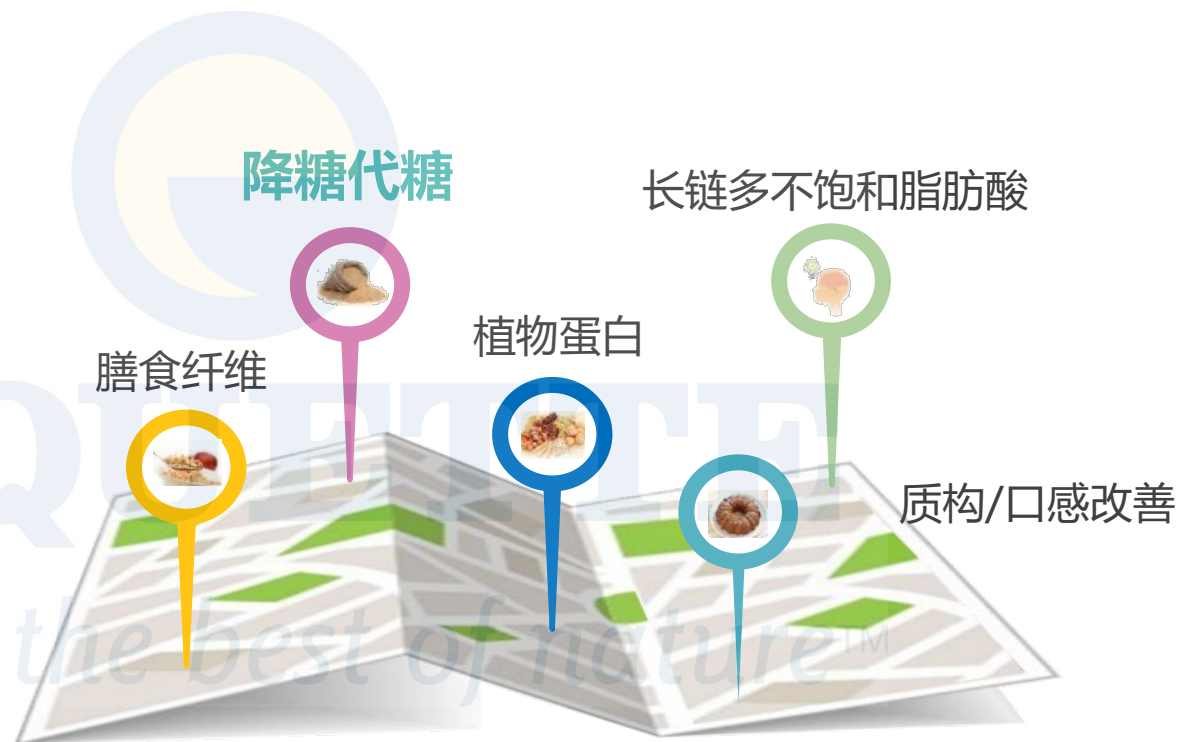 降糖代糖
长链多不饱和脂肪酸
植物蛋白
膳食纤维
质构/口感改善
QUETTE
the best of nature™